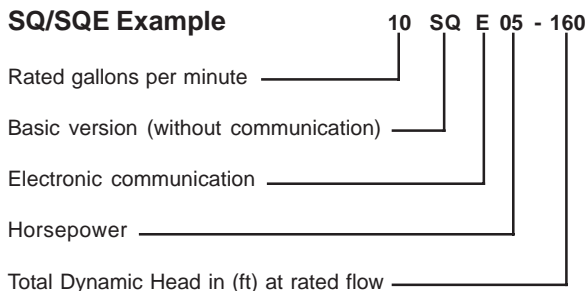 SQ/SQE Example 10 SQ E 05 - 160
Rated gallons per minute
Basic version (without communication)
Electronic communication
Horsepower
Total Dynamic Head in (ft) at rated flow